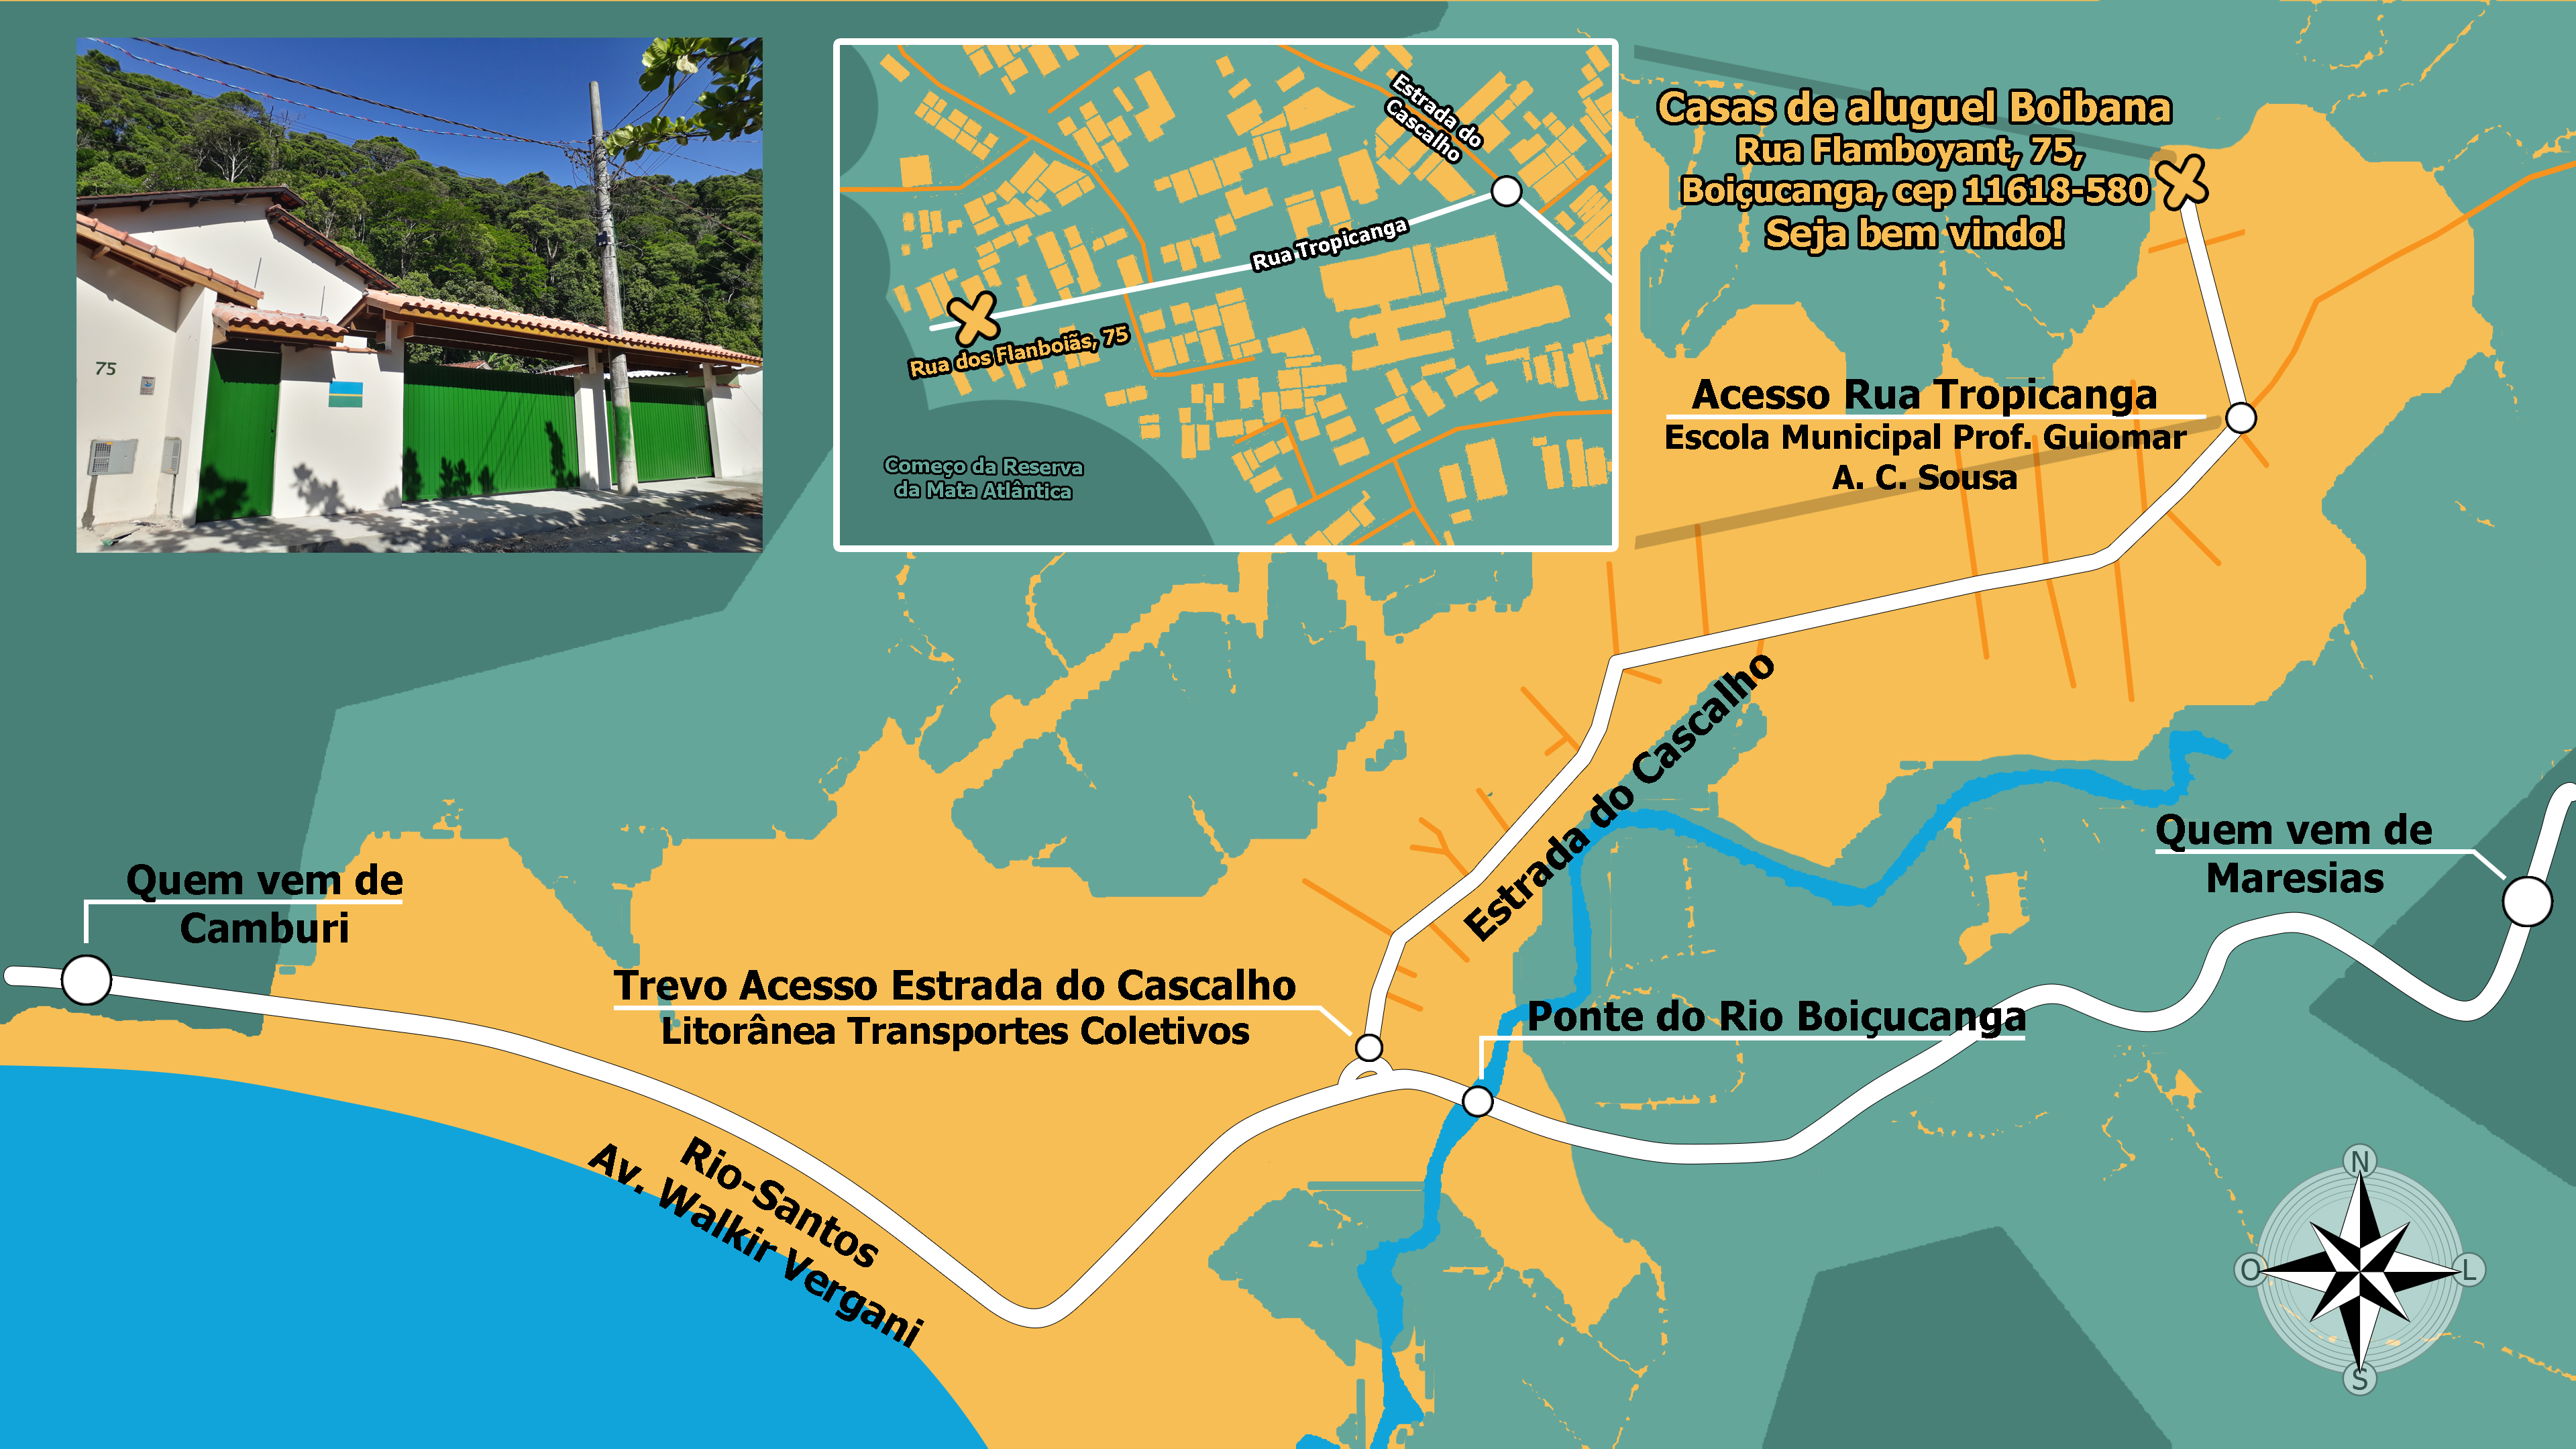 75
Estrada do
Cascalho
Rua Tropicanga
Rua dos Flanboiãs, 75
Começo da Reserva
da Mata Atlântica
Casas de aluguel Boibana
Rua Flamboyant, 75,
Boiçucanga, cep 11618-580
Seja bem vindo!
Acesso Rua Tropicanga
Escola Municipal Prof. Guiomar
A. C. Sousa
Estrada do Cascalho
Quem vem de
Maresias
Quem vem de
Camburi
Trevo Acesso Estrada do Cascalho
Litorânea Transportes Coletivos
Ponte do Rio Boiçucanga
Rio-Santos
Av. Walkir Vergani
N
O
L
S